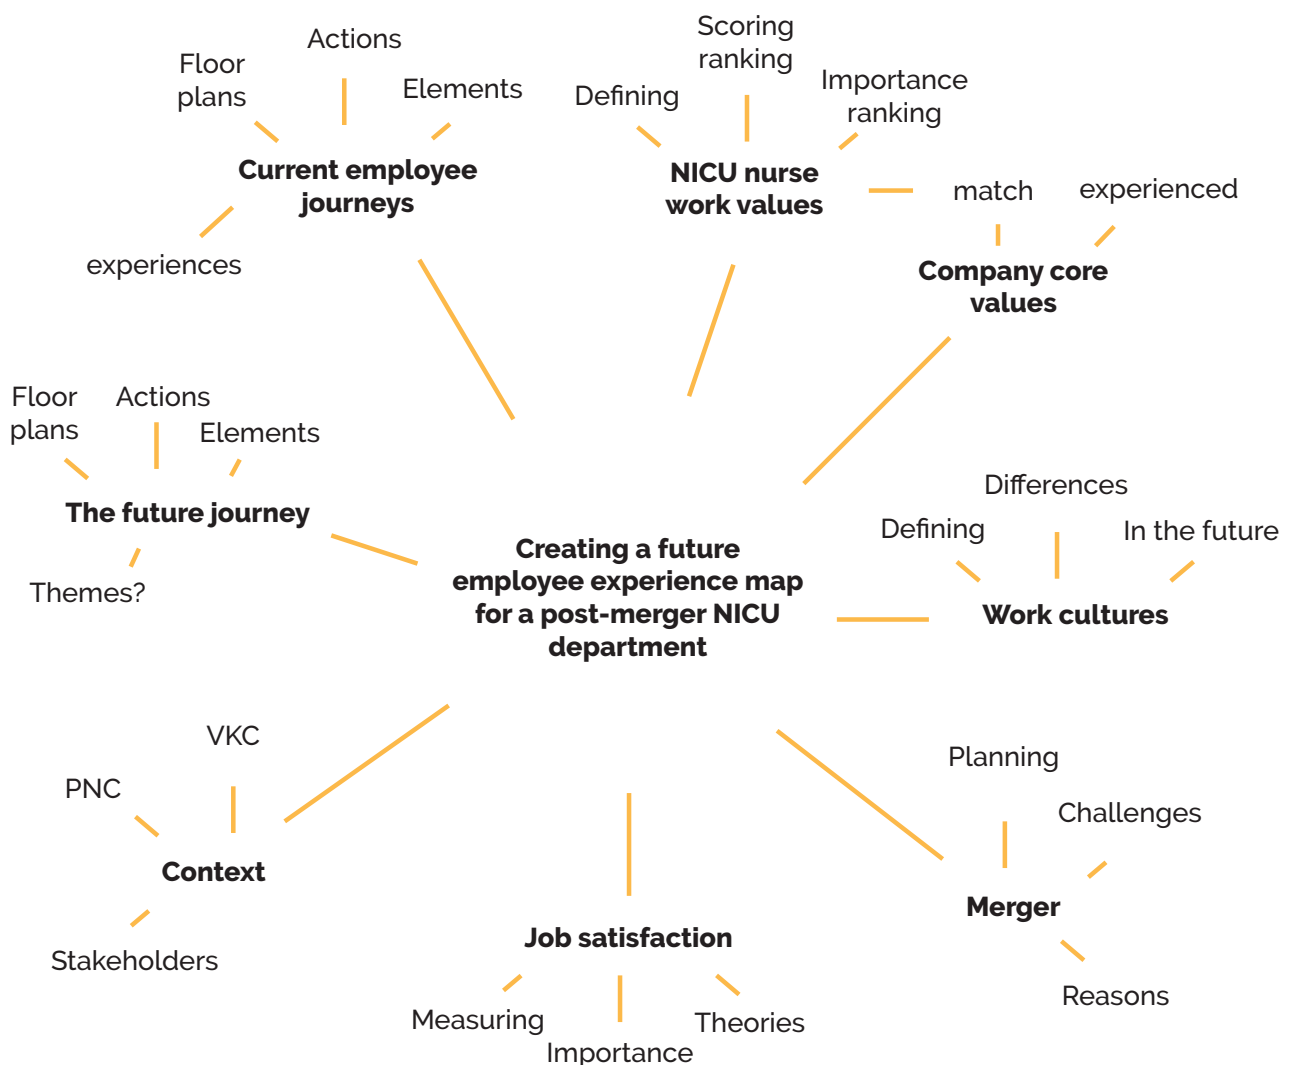 Actions
Floor
plans
Elements
Current employee
journeys
experiences
Scoring
ranking
Defining
Importance
ranking
NICU nurse
work values
match
experienced
Company core
values
Floor
plans
Actions
Elements
The future journey
Themes?
Creating a future
employee experience map
for a post-merger NICU
department
Differences
Defining
In the future
Work cultures
VKC
PNC
Context
Stakeholders
Job satisfaction
Measuring
Importance
Theories
Planning
Challenges
Merger
Reasons